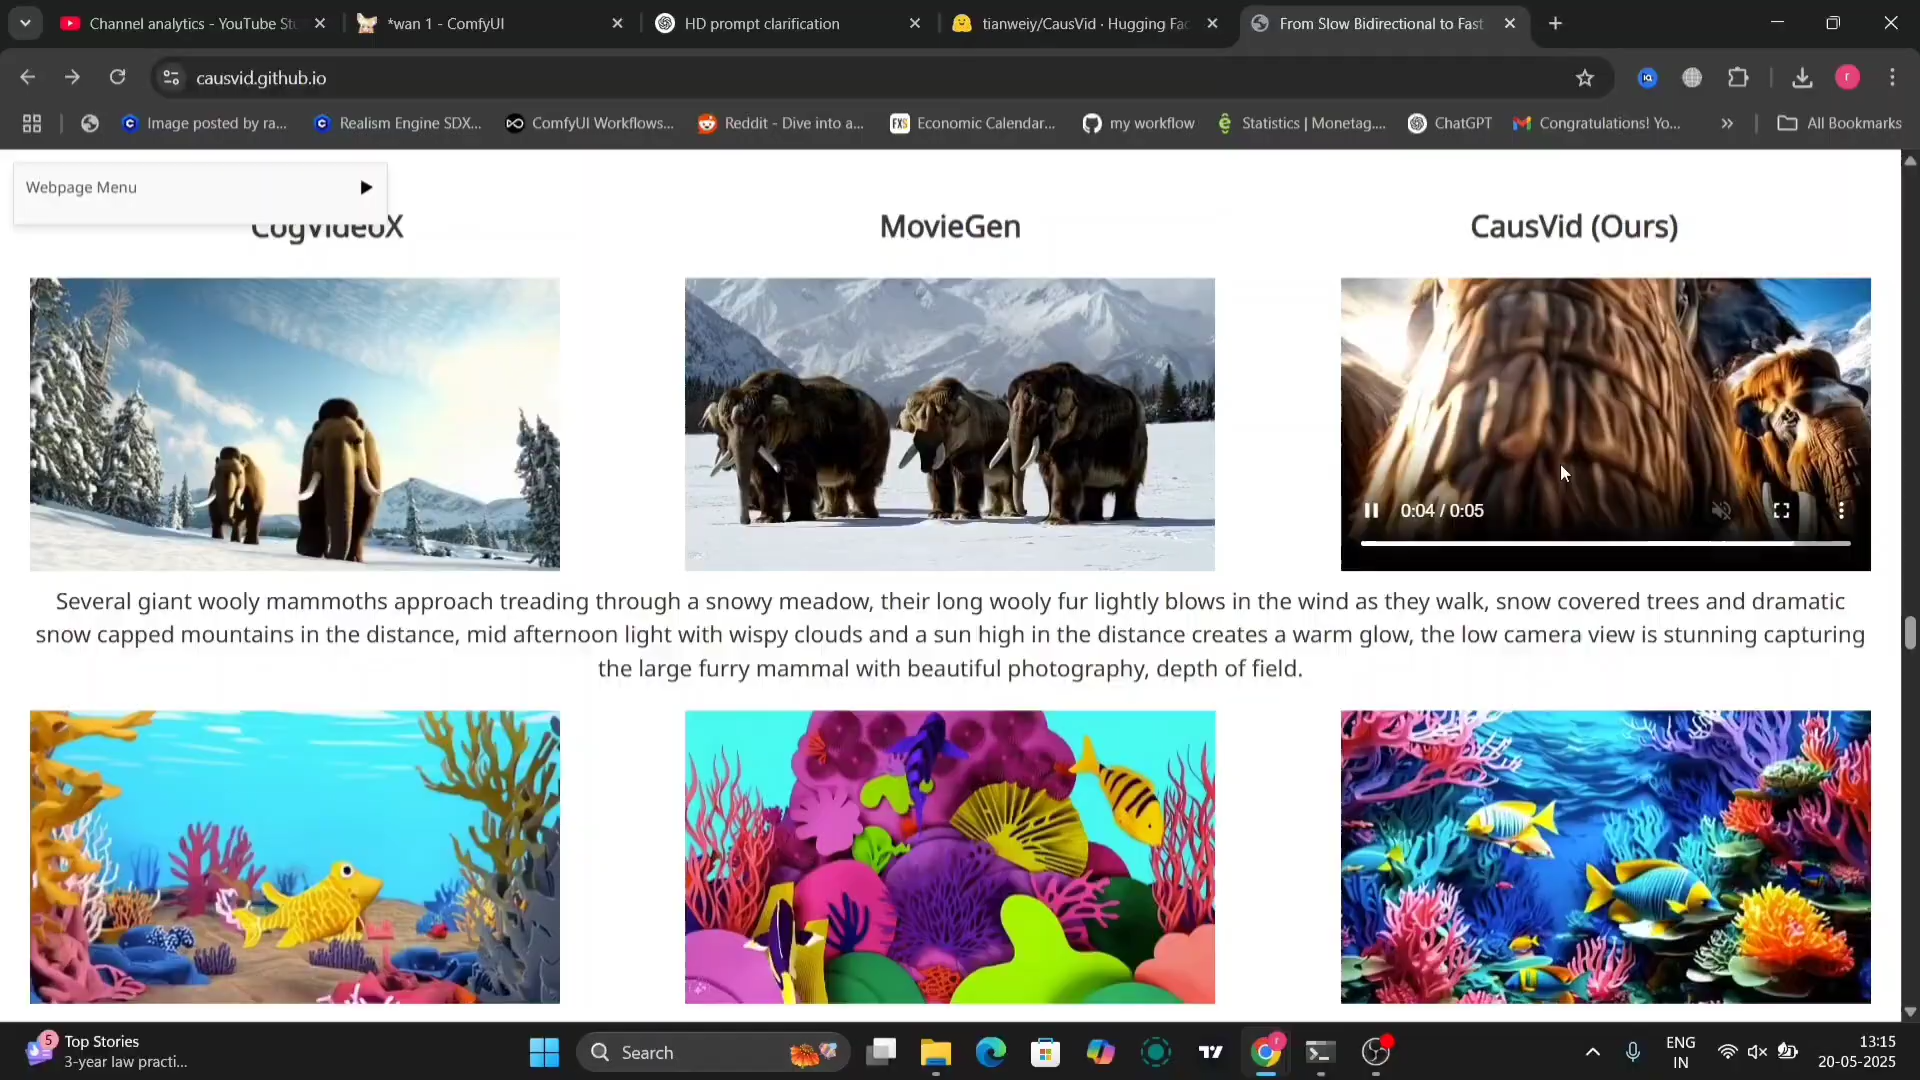 Channel analytics - YouTube Stu
*wan 1 - ComfyUI
HD prompt clarification
tianweiy/CausVid · Hugging Fac
From Slow Bidirectional to Fast
causvid.github.io
r
Image posted by ra...
Realism Engine SDX...
ComfyUI Workflows...
Reddit - Dive into a...
FXS
Economic Calendar...
my workflow
Statistics | Monetag....
ChatGPT
Congratulations! Yo...
»
All Bookmarks
Webpage Menu
CogVideoX
MovieGen
CausVid (Ours)
0:04 / 0:05
Several giant wooly mammoths approach treading through a snowy meadow, their long wooly fur lightly blows in the wind as they walk, snow covered trees and dramatic
snow capped mountains in the distance, mid afternoon light with wispy clouds and a sun high in the distance creates a warm glow, the low camera view is stunning capturing
the large furry mammal with beautiful photography, depth of field.
5
Top Stories
3-year law practi...
Search
ENG
IN
13:15
20-05-2025